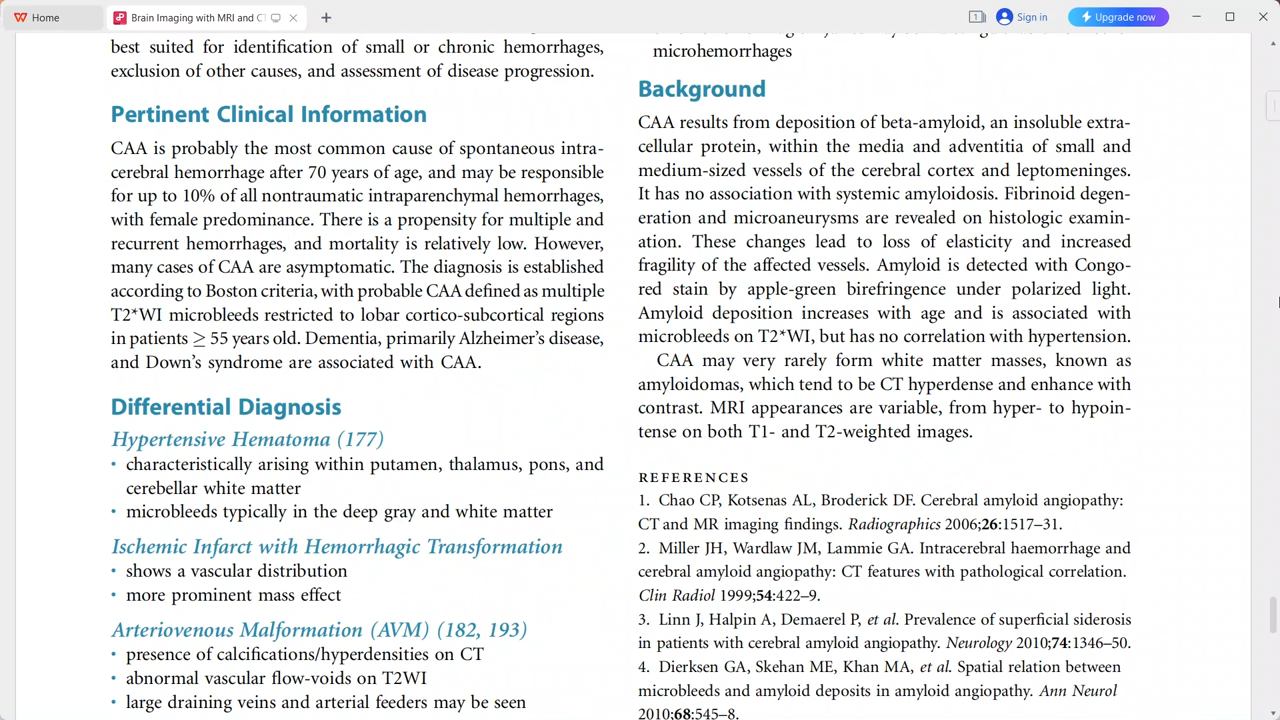 Home
Brain Imaging with MRI and C
Sign in
Upgrade now
best suited for identification of small or chronic hemorrhages,
exclusion of other causes, and assessment of disease progression.
Pertinent Clinical Information
CAA is probably the most common cause of spontaneous intra-
cerebral hemorrhage after 70 years of age, and may be responsible
for up to 10% of all nontraumatic intraparenchymal hemorrhages,
with female predominance. There is a propensity for multiple and
recurrent hemorrhages, and mortality is relatively low. However,
many cases of CAA are asymptomatic. The diagnosis is established
according to Boston criteria, with probable CAA defined as multiple
T2*WI microbleeds restricted to lobar cortico-subcortical regions
in patients ≥ 55 years old. Dementia, primarily Alzheimer's disease,
and Down's syndrome are associated with CAA.
Differential Diagnosis
Hypertensive Hematoma (177)
• characteristically arising within putamen, thalamus, pons, and
cerebellar white matter
• microbleeds typically in the deep gray and white matter
Ischemic Infarct with Hemorrhagic Transformation
• shows a vascular distribution
• more prominent mass effect
Arteriovenous Malformation (AVM) (182, 193)
• presence of calcifications/hyperdensities on CT
• abnormal vascular flow-voids on T2WI
• large draining veins and arterial feeders may be seen
microhemorrhages
Background
CAA results from deposition of beta-amyloid, an insoluble extra-
cellular protein, within the media and adventitia of small and
medium-sized vessels of the cerebral cortex and leptomeninges.
It has no association with systemic amyloidosis. Fibrinoid degen-
eration and microaneurysms are revealed on histologic examin-
ation. These changes lead to loss of elasticity and increased
fragility of the affected vessels. Amyloid is detected with Congo-
red stain by apple-green birefringence under polarized light.
Amyloid deposition increases with age and is associated with
microbleeds on T2*WI, but has no correlation with hypertension.
CAA may very rarely form white matter masses, known as
amyloidomas, which tend to be CT hyperdense and enhance with
contrast. MRI appearances are variable, from hyper- to hypoin-
tense on both T1- and T2-weighted images.
REFERENCES
1. Chao CP, Kotsenas AL, Broderick DF. Cerebral amyloid angiopathy:
CT and MR imaging findings. Radiographics 2006;26:1517–31.
2. Miller JH, Wardlaw JM, Lammie GA. Intracerebral haemorrhage and
cerebral amyloid angiopathy: CT features with pathological correlation.
Clin Radiol 1999;54:422–9.
3. Linn J, Halpin A, Demaerel P, et al. Prevalence of superficial siderosis
in patients with cerebral amyloid angiopathy. Neurology 2010;74:1346–50.
4. Dierksen GA, Skehan ME, Khan MA, et al. Spatial relation between
microbleeds and amyloid deposits in amyloid angiopathy. Ann Neurol
2010;68:545–8.